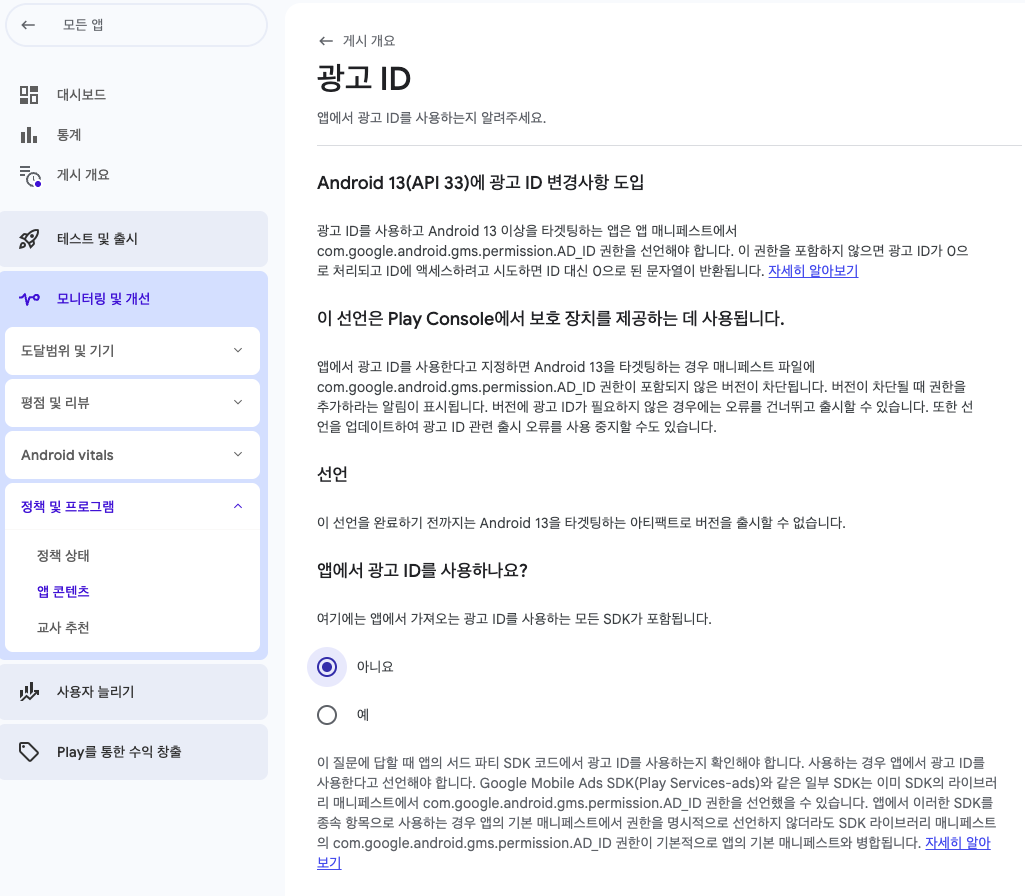 모든 앱
대시보드
통계
게시 개요
테스트 및 출시
모니터링 및 개선
도달범위 및 기기
평점 및 리뷰
Android vitals
정책 및 프로그램
정책 상태
앱 콘텐츠
교사 추천
사용자 늘리기
Play를 통한 수익 창출
게시 개요
광고 ID
앱에서 광고 ID를 사용하는지 알려주세요.
Android 13(API 33)에 광고 ID 변경사항 도입
광고 ID를 사용하고 Android 13 이상을 타겟팅하는 앱은 앱 매니페스트에서
com.google.android.gms.permission.AD_ID 권한을 선언해야 합니다. 이 권한을 포함하지 않으면 광고 ID가 0으
로 처리되고 ID에 액세스하려고 시도하면 ID 대신 0으로 된 문자열이 반환됩니다. 자세히 알아보기
이 선언은 Play Console에서 보호 장치를 제공하는 데 사용됩니다.
앱에서 광고 ID를 사용한다고 지정하면 Android 13을 타겟팅하는 경우 매니페스트 파일에
com.google.android.gms.permission.AD_ID 권한이 포함되지 않은 버전이 차단됩니다. 버전이 차단될 때 권한을
추가하라는 알림이 표시됩니다. 버전에 광고 ID가 필요하지 않은 경우에는 오류를 건너뛰고 출시할 수 있습니다. 또한 선
언을 업데이트하여 광고 ID 관련 출시 오류를 사용 중지할 수도 있습니다.
선언
이 선언을 완료하기 전까지는 Android 13을 타겟팅하는 아티팩트로 버전을 출시할 수 없습니다.
앱에서 광고 ID를 사용하나요?
여기에는 앱에서 가져오는 광고 ID를 사용하는 모든 SDK가 포함됩니다.
아니요
예
이 질문에 답할 때 앱의 서드 파티 SDK 코드에서 광고 ID를 사용하는지 확인해야 합니다. 사용하는 경우 앱에서 광고 ID를
사용한다고 선언해야 합니다. Google Mobile Ads SDK(Play Services-ads)와 같은 일부 SDK는 이미 SDK의 라이브러
리 매니페스트에서 com.google.android.gms.permission.AD_ID 권한을 선언했을 수 있습니다. 앱에서 이러한 SDK를
종속 항목으로 사용하는 경우 앱의 기본 매니페스트에서 권한을 명시적으로 선언하지 않더라도 SDK 라이브러리 매니페스트
의 com.google.android.gms.permission.AD_ID 권한이 기본적으로 앱의 기본 매니페스트와 병합됩니다. 자세히 알아
보기